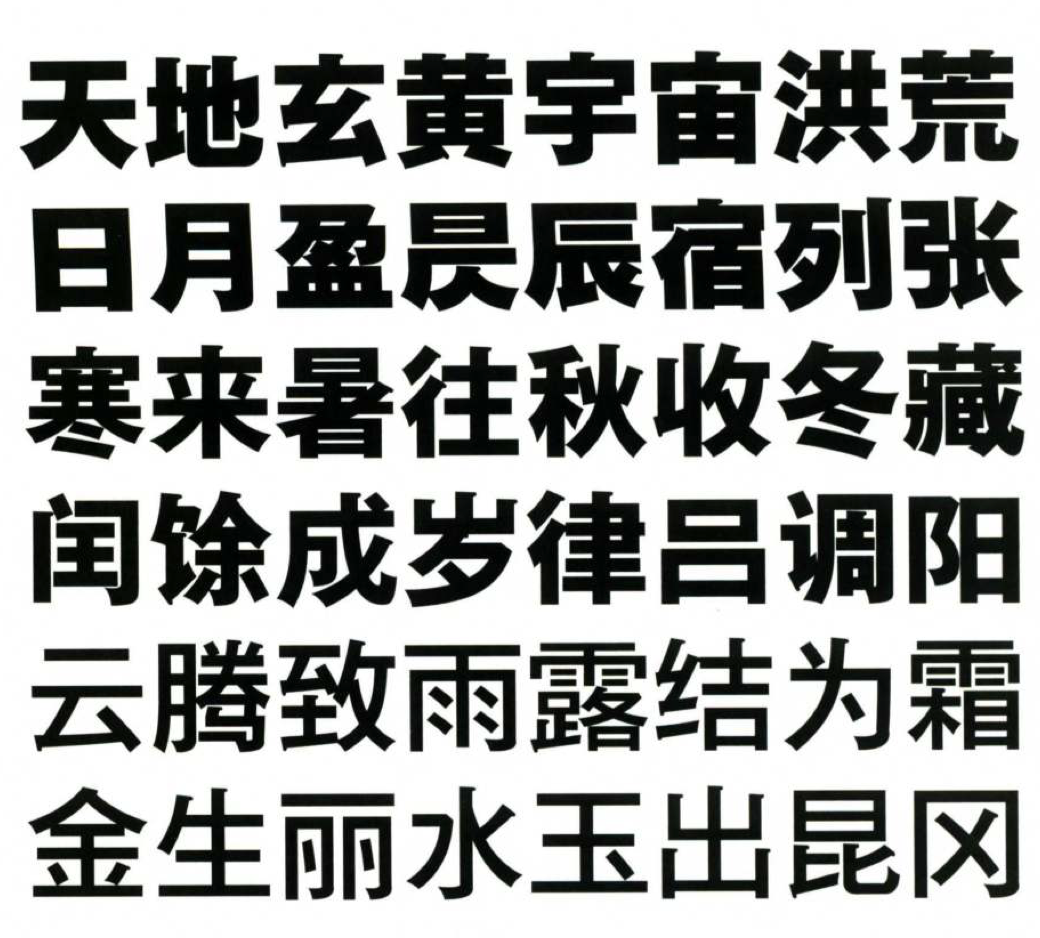 天地玄黄宇宙洪荒
日月盈昃辰宿列张
寒来暑往秋收冬藏
闰馀成岁律吕调阳
云腾致雨露结为霜
金生丽水玉出昆冈